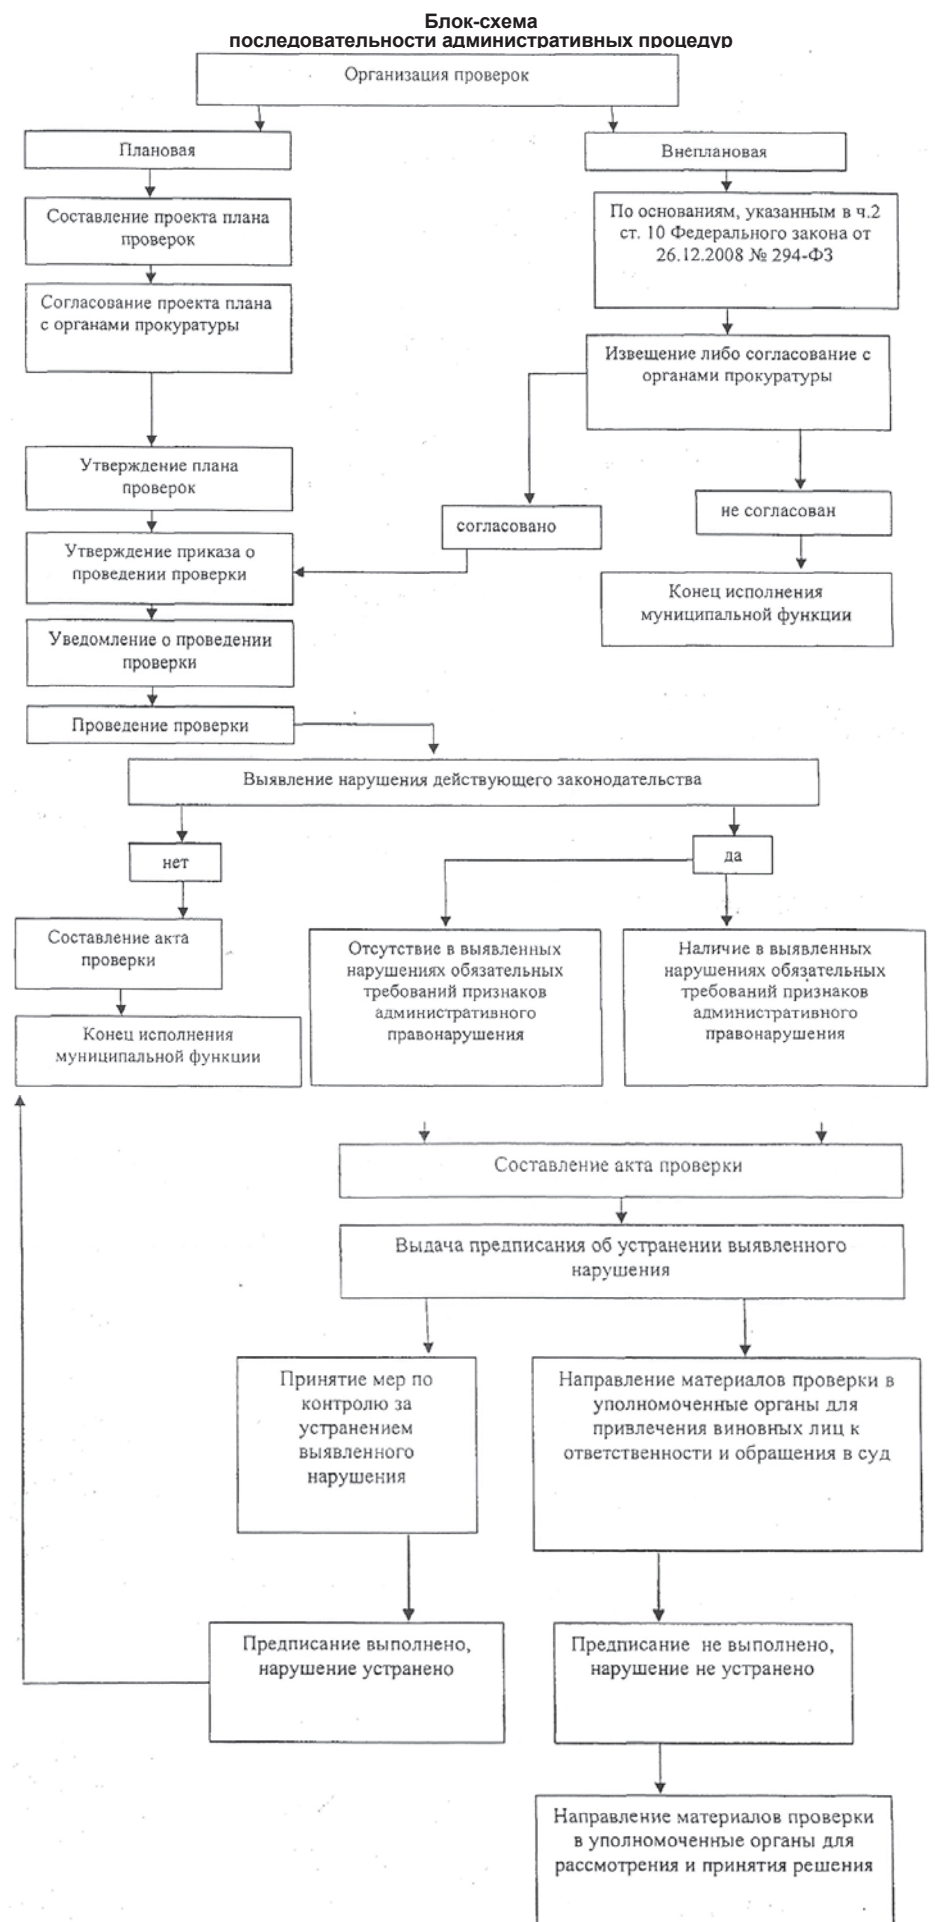 Блок-схема
последовательности административных процедур
Организация проверок
Плановая
Внеплановая
Составление проекта плана
проверок
По основаниям, указанным в ч.2
ст. 10 Федерального закона от
26.12.2008 № 294-ФЗ
Согласование проекта плана
с органами прокуратуры
Извещение либо согласование с
органами прокуратуры
Утверждение плана
проверок
согласовано
не согласован
Утверждение приказа о
проведении проверки
Конец исполнения
муниципальной функции
Уведомление о проведении
проверки
Проведение проверки
Выявление нарушения действующего законодательства
нет
да
Составление акта
проверки
Отсутствие в выявленных
нарушениях обязательных
требований признаков
административного
правонарушения
Наличие в выявленных
нарушениях обязательных
требований признаков
административного
правонарушения
Конец исполнения
муниципальной функции
Составление акта проверки
Выдача предписания об устранении выявленного
нарушения
Принятие мер по
контролю за
устранением
выявленного
нарушения
Направление материалов проверки в
уполномоченные органы для
привлечения виновных лиц к
ответственности и обращения в суд
Предписание выполнено,
нарушение устранено
Предписание не выполнено,
нарушение не устранено
Направление материалов проверки
в уполномоченные органы для
рассмотрения и принятия решения